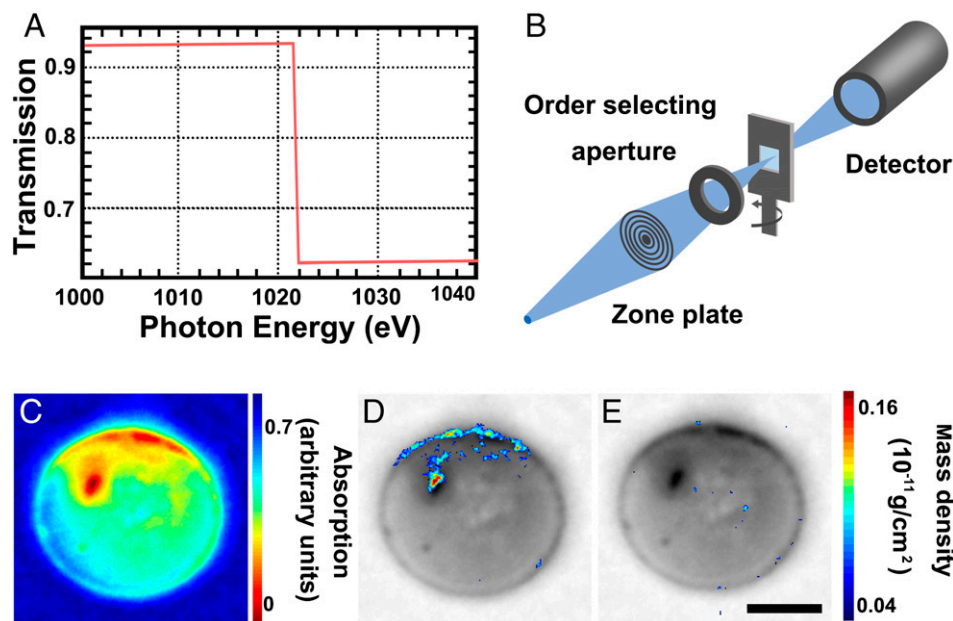 A
Transmission
0.9
0.8
0.7
1000
1010
1020
1030
1040
Photon Energy (eV)
B
Order selecting
aperture
Detector
Zone plate
C
0.7
0
Absorption
(arbitrary units)
D
E
0.16
0.04
Mass density
(10⁻¹¹g/cm²)